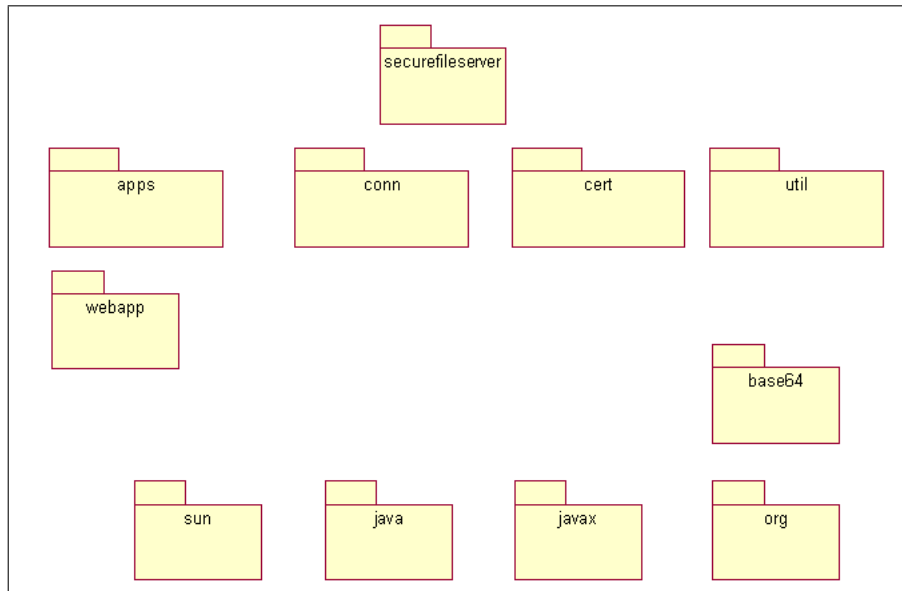 securefileserver
apps
conn
cert
util
webapp
base64
sun
java
javax
org